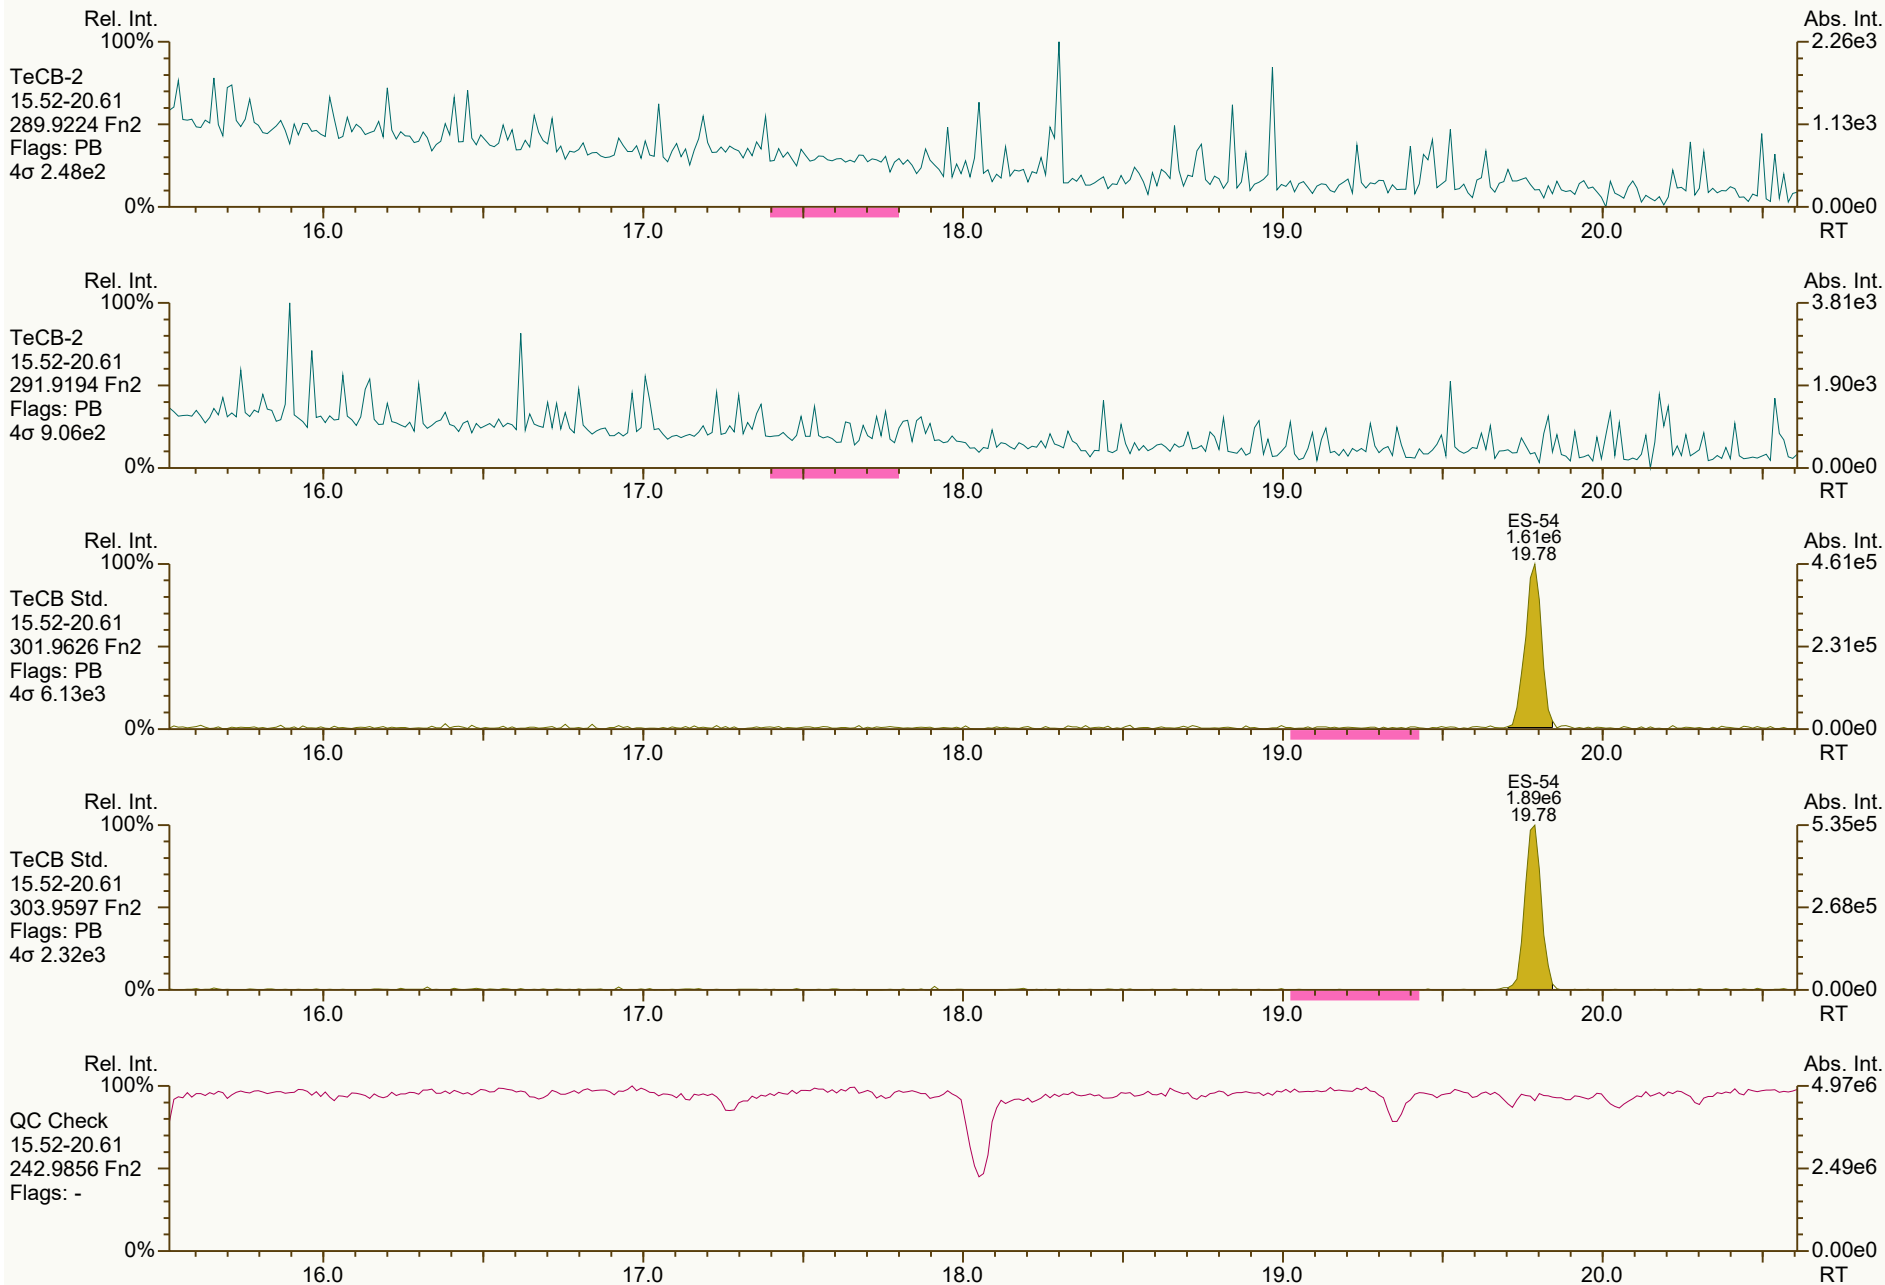 Rel. Int.
Abs. Int.
100%
2.26e3
TeCB-2
15.52-20.61
289.9224 Fn2
1.13e3
Flags: PB
4σ 2.48e2
0%
0.00e0
16.0 17.0 18.0 19.0 20.0 RT
Rel. Int.
Abs. Int.
100%
3.81e3
TeCB-2
15.52-20.61
291.9194 Fn2
1.90e3
Flags: PB
4σ 9.06e2
0%
0.00e0
16.0 17.0 18.0 19.0 20.0 RT
ES-54
1.61e6
19.78
Rel. Int.
Abs. Int.
100%
4.61e5
TeCB Std.
15.52-20.61
301.9626 Fn2
2.31e5
Flags: PB
4σ 6.13e3
0%
0.00e0
16.0 17.0 18.0 19.0 20.0 RT
ES-54
1.89e6
19.78
Rel. Int.
Abs. Int.
100%
5.35e5
TeCB Std.
15.52-20.61
303.9597 Fn2
2.68e5
Flags: PB
4σ 2.32e3
0%
0.00e0
16.0 17.0 18.0 19.0 20.0 RT
Rel. Int.
Abs. Int.
100%
4.97e6
QC Check
15.52-20.61
242.9856 Fn2
2.49e6
Flags: -
0%
0.00e0
16.0 17.0 18.0 19.0 20.0 RT